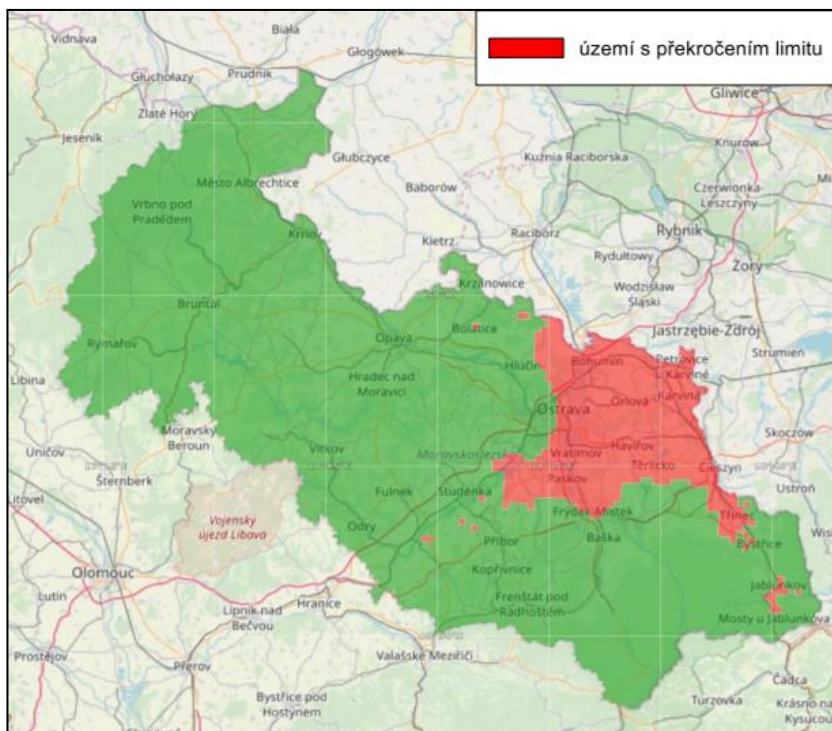 území s překročením limitu
Biała
Vidnava
Głogówek
Głuchołazy
Prudnik
Gliwice
Zlaté Hory
Jeseník
Knurów
Głubczyce
Kuźnia Raciborska
Město Albrechtice
Baborów
Czerwionka-
Leszczyny
Vrbno pod
Pradědem
Rybnik
Krnov
Kietrz
Racibórz
Rydułtowy
Żory
Krzanowice
Wodzisław
Śląski
Bruntál
Bolatice
Jastrzębie-Zdrój
Opava
Rýmařov
Bohumín
Petrovice
u Karviné
Strumień
Hlučín
Libina
Hradec nad
Moravicí
Karviná
Ostrava
Orlová
Moravský
Beroun
Skoczów
Uničov
Vítkov
Moravskoslezsko
Vratimov
Havířov
Cieszyn
Šternberk
Paskov
Těrlicko
Litovel
Fulnek
Studénka
Ustroń
Vojenský
újezd Libavá
Frýdek-Místek
Třinec
Odry
Příbor
Baška
Bystřice
Olomouc
Kopřivnice
Jablunkov
Lutín
Lipník nad
Bečvou
Hranice
Frenštát pod
Radhoštěm
Mosty u Jablunkova
Prostějov
Přerov
Valašské Meziříčí
Čadca
Bystřice pod
Hostýnem
Turzovka
Krásno na
Kysucou